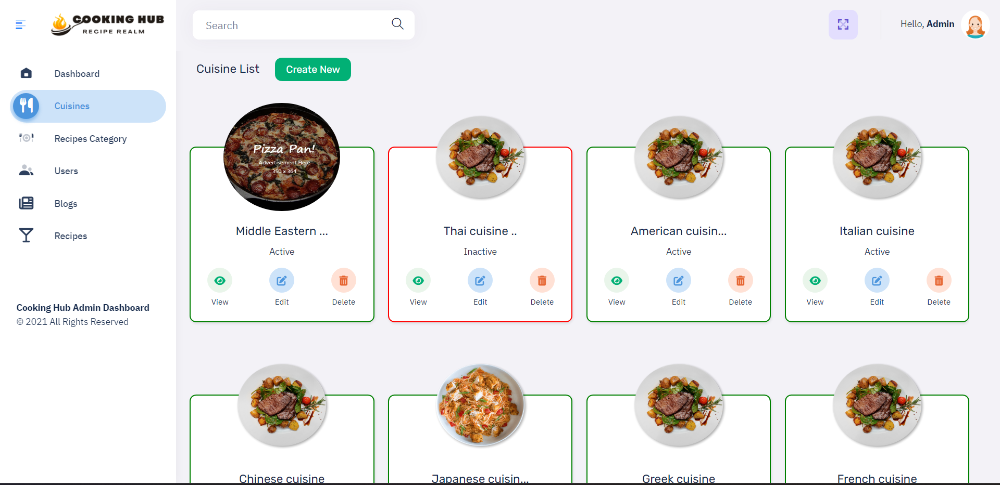 COOKING HUB
RECIPE REALM
Search
Hello, Admin
Dashboard
Cuisines
Recipes Category
Users
Blogs
Recipes
Cooking Hub Admin Dashboard
© 2021 All Rights Reserved
Cuisine List
Create New
Pizza Pan!
Advertisement Here
350 x 364
Middle Eastern ...
Active
View Edit Delete
Thai cuisine ..
Inactive
View Edit Delete
American cuisin...
Active
View Edit Delete
Italian cuisine
Active
View Edit Delete
Chinese cuisine
Japanese cuisin...
Greek cuisine
French cuisine